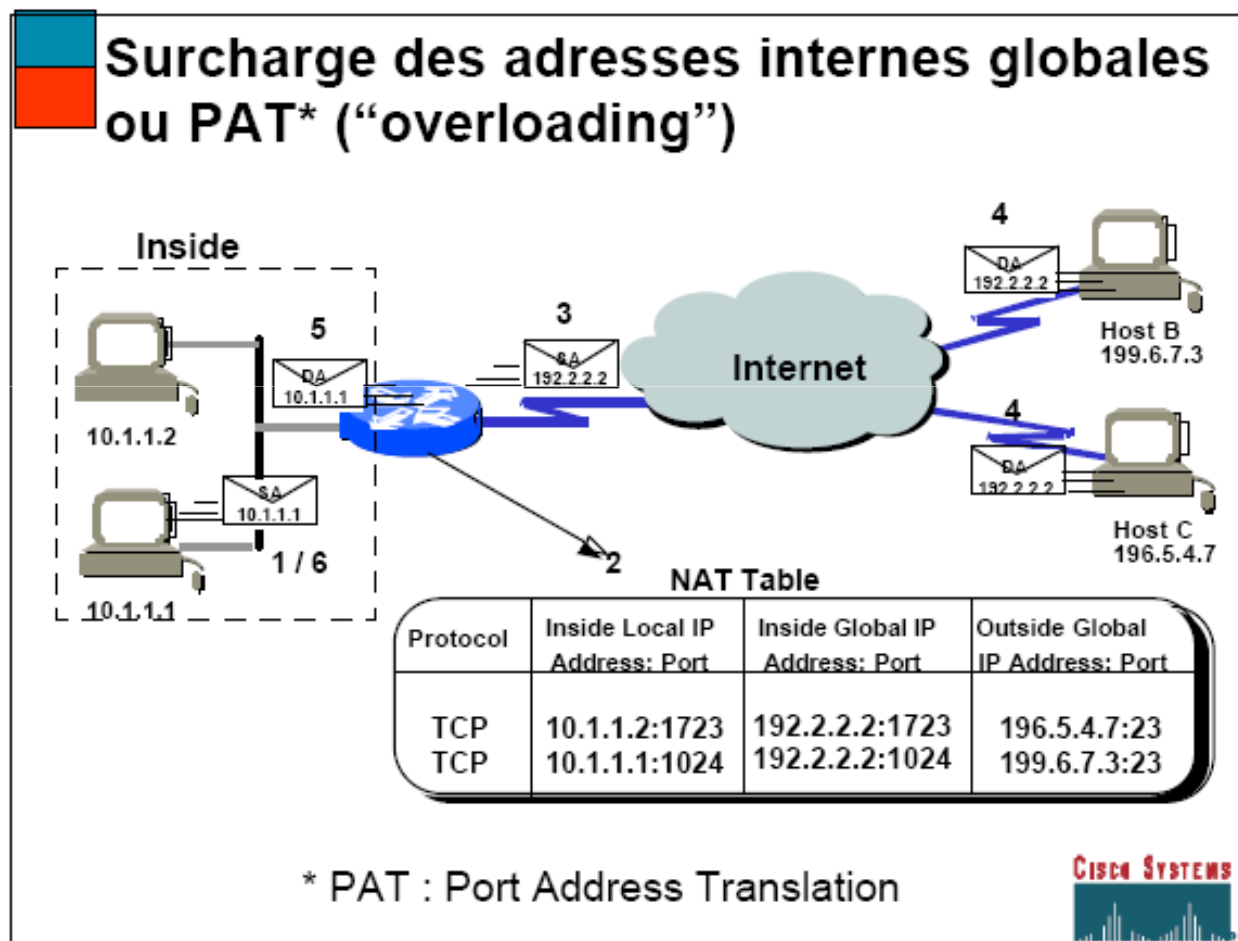 Surcharge des adresses internes globales
ou PAT* (“overloading”)
Inside
10.1.1.2
10.1.1.1
5
DA
10.1.1.1
SA
10.1.1.1
1 / 6
3
SA
192.2.2.2
Internet
4
DA
192.2.2.2
Host B
199.6.7.3
4
DA
192.2.2.2
Host C
196.5.4.7
2
NAT Table
Protocol
Inside Local IP
Address: Port
Inside Global IP
Address: Port
Outside Global
IP Address: Port
TCP 10.1.1.2:1723 192.2.2.2:1723 196.5.4.7:23
TCP 10.1.1.1:1024 192.2.2.2:1024 199.6.7.3:23
* PAT : Port Address Translation
CISCO SYSTEMS